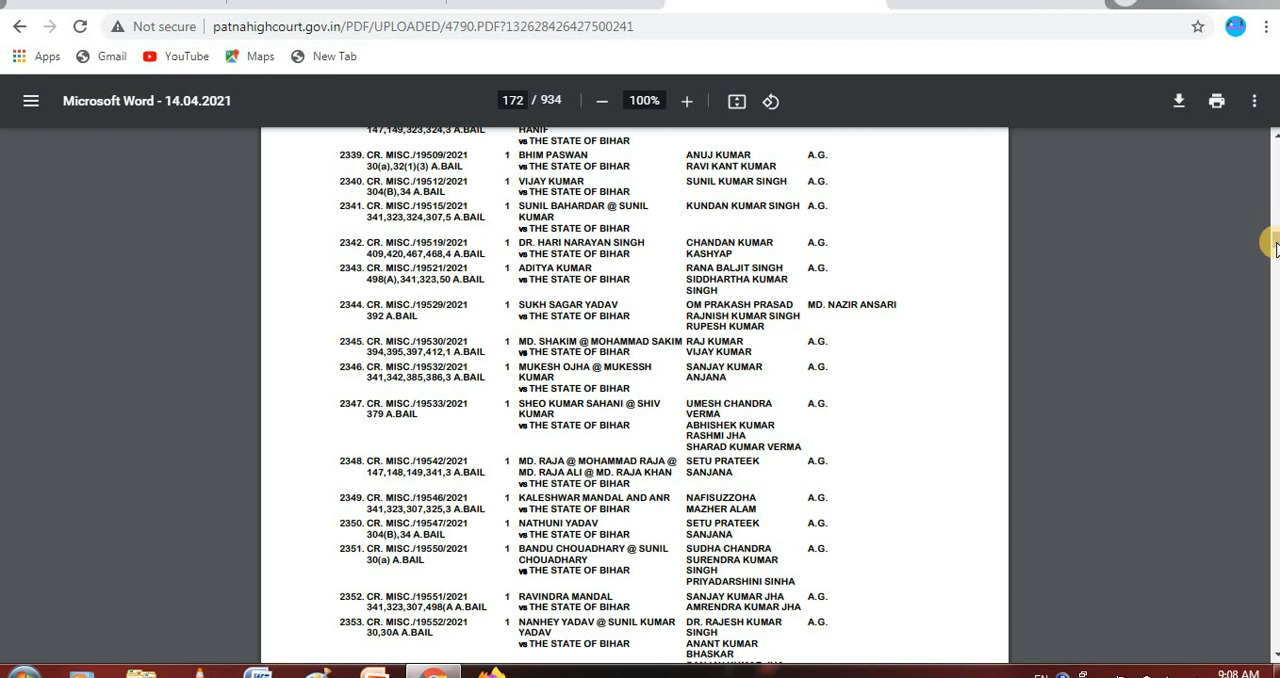 Not secure patnahighcourt.gov.in/PDF/UPLOADED/4790.PDF?132628426427500241
Apps Gmail YouTube Maps New Tab
Microsoft Word - 14.04.2021 172 / 934 100%
147,149,323,324,3 A.BAIL HANIF
vs THE STATE OF BIHAR
2339. CR. MISC./19509/2021 1 BHIM PASWAN ANUJ KUMAR A.G.
30(a),32(1)(3) A.BAIL vs THE STATE OF BIHAR RAVI KANT KUMAR
2340. CR. MISC./19512/2021 1 VIJAY KUMAR SUNIL KUMAR SINGH A.G.
304(B),34 A.BAIL vs THE STATE OF BIHAR
2341. CR. MISC./19515/2021 1 SUNIL BAHARDAR @ SUNIL KUNDAN KUMAR SINGH A.G.
341,323,324,307,5 A.BAIL KUMAR
vs THE STATE OF BIHAR
2342. CR. MISC./19519/2021 1 DR. HARI NARAYAN SINGH CHANDAN KUMAR A.G.
409,420,467,468,4 A.BAIL vs THE STATE OF BIHAR KASHYAP
2343. CR. MISC./19521/2021 1 ADITYA KUMAR RANA BALJIT SINGH A.G.
498(A),341,323,50 A.BAIL vs THE STATE OF BIHAR SIDDHARTHA KUMAR
SINGH
2344. CR. MISC./19529/2021 1 SUKH SAGAR YADAV OM PRAKASH PRASAD MD. NAZIR ANSARI
392 A.BAIL vs THE STATE OF BIHAR RAJNISH KUMAR SINGH
RUPESH KUMAR
2345. CR. MISC./19530/2021 1 MD. SHAKIM @ MOHAMMAD SAKIM RAJ KUMAR A.G.
394,395,397,412,1 A.BAIL vs THE STATE OF BIHAR VIJAY KUMAR
2346. CR. MISC./19532/2021 1 MUKESH OJHA @ MUKESSH SANJAY KUMAR A.G.
341,342,385,386,3 A.BAIL KUMAR ANJANA
vs THE STATE OF BIHAR
2347. CR. MISC./19533/2021 1 SHEO KUMAR SAHANI @ SHIV UMESH CHANDRA A.G.
379 A.BAIL KUMAR VERMA
vs THE STATE OF BIHAR ABHISHEK KUMAR
RASHMI JHA
SHARAD KUMAR VERMA
2348. CR. MISC./19542/2021 1 MD. RAJA @ MOHAMMAD RAJA @ SETU PRATEEK A.G.
147,148,149,341,3 A.BAIL MD. RAJA ALI @ MD. RAJA KHAN SANJANA
vs THE STATE OF BIHAR
2349. CR. MISC./19546/2021 1 KALESHWAR MANDAL AND ANR NAFISUZZOHA A.G.
341,323,307,325,3 A.BAIL vs THE STATE OF BIHAR MAZHER ALAM
2350. CR. MISC./19547/2021 1 NATHUNI YADAV SETU PRATEEK A.G.
304(B),34 A.BAIL vs THE STATE OF BIHAR SANJANA
2351. CR. MISC./19550/2021 1 BANDU CHOUADHARY @ SUNIL SUDHA CHANDRA A.G.
30(a) A.BAIL CHOUADHARY SURENDRA KUMAR
vs THE STATE OF BIHAR SINGH
PRIYADARSHINI SINHA
2352. CR. MISC./19551/2021 1 RAVINDRA MANDAL SANJAY KUMAR JHA A.G.
341,323,307,498(A A.BAIL vs THE STATE OF BIHAR AMRENDRA KUMAR JHA
2353. CR. MISC./19552/2021 1 NANHEY YADAV @ SUNIL KUMAR DR. RAJESH KUMAR A.G.
30,30A A.BAIL YADAV SINGH
vs THE STATE OF BIHAR ANANT KUMAR
BHASKAR
EN 9:08 AM